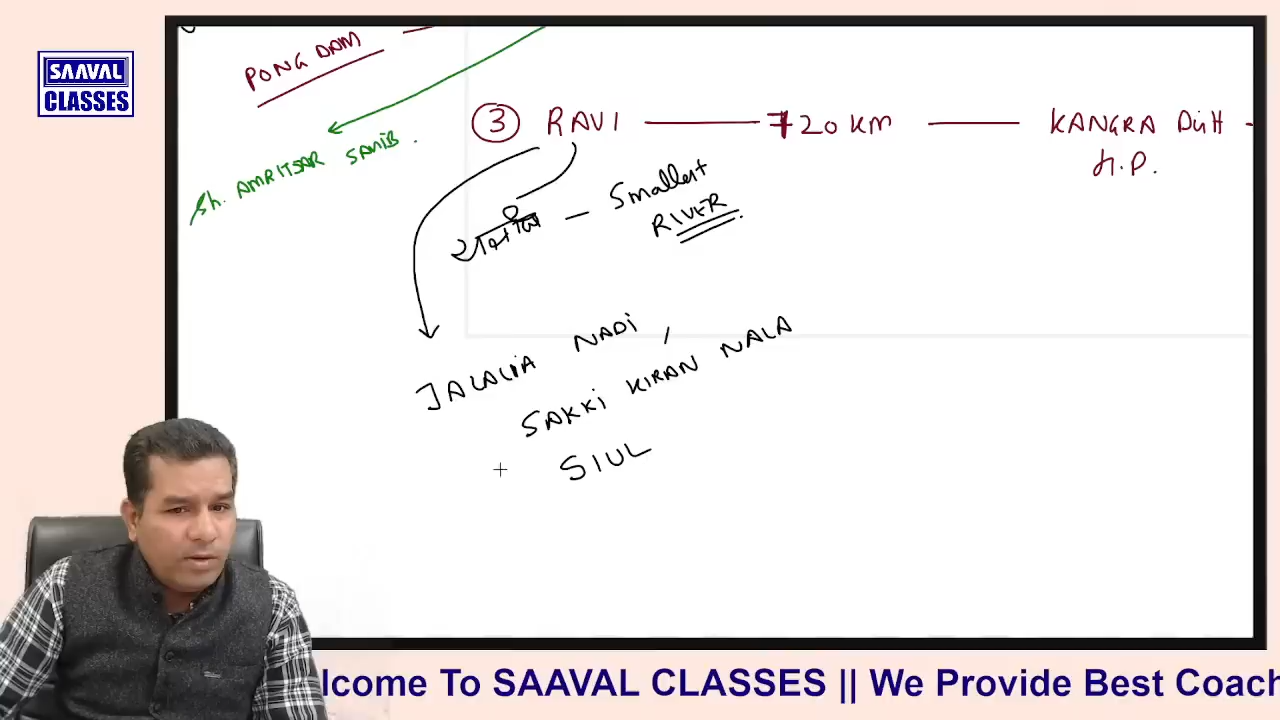 SAAVAL
CLASSES
PONG DAM
Sh. AMRITSAR SAHIB.
③ RAVI 720 KM KANGRA Distt
H.P.
Smallest
RIVER
JALALIA NADI,
SAKKI KIRAN NALA
SIUL
lcome To SAAVAL CLASSES || We Provide Best Coach